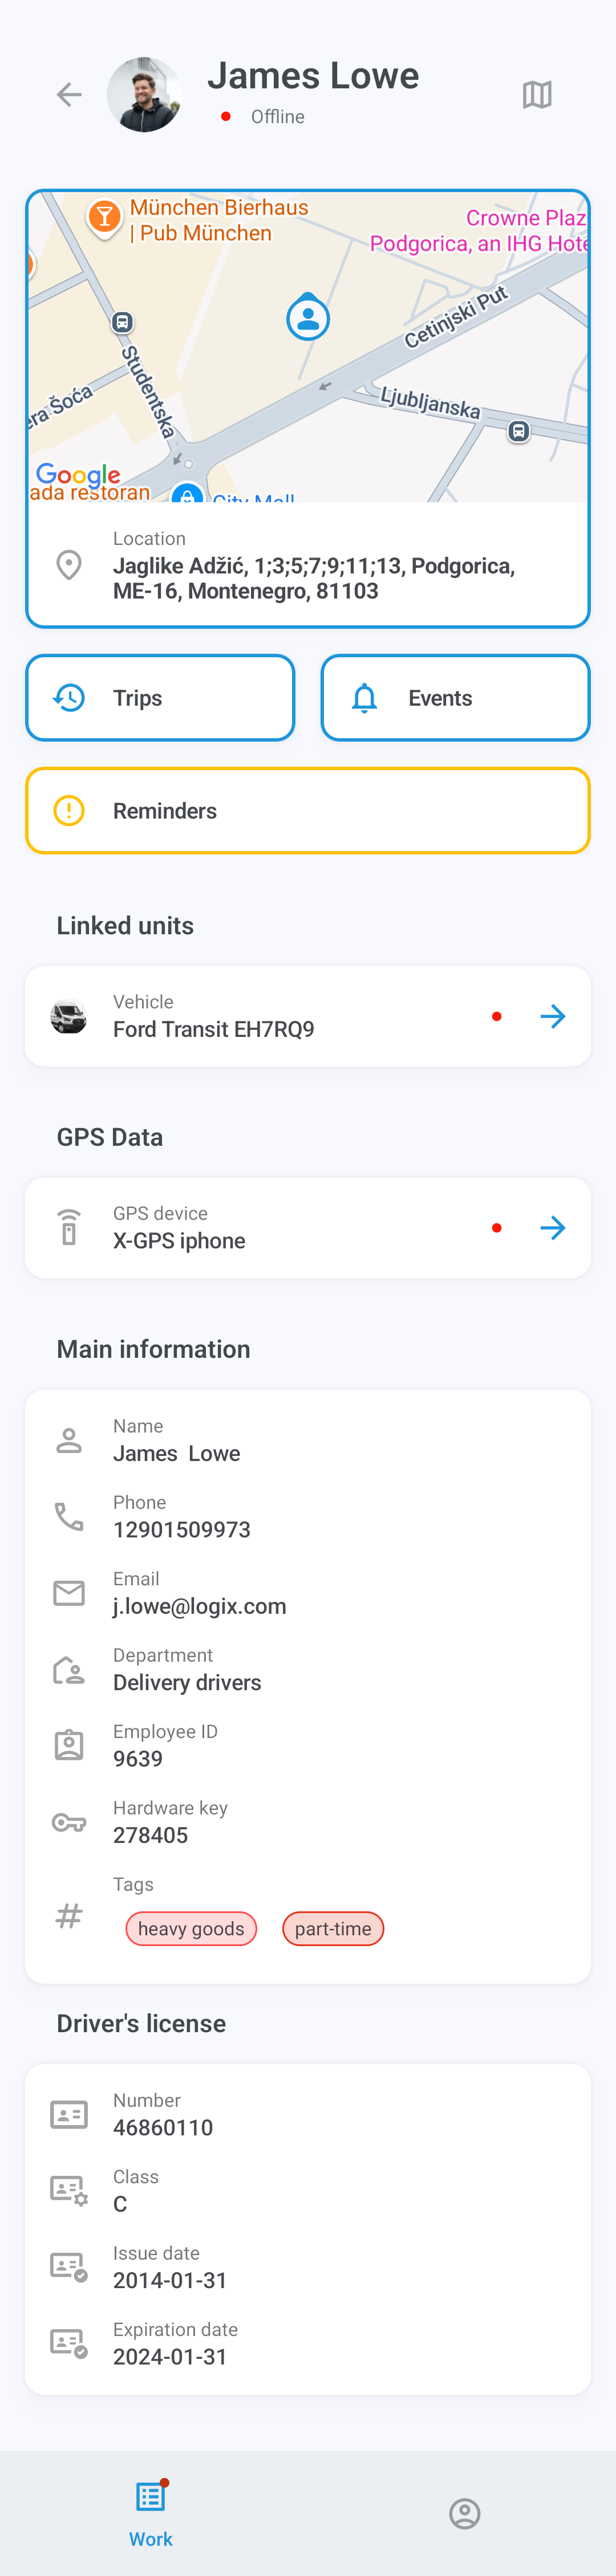 James Lowe
Offline
München Bierhaus
| Pub München
Crowne Plaz
Podgorica, an IHG Hote
Cetinjski Put
Studentska
Ljubljanska
era Šoća
Google
ada restoran
City Mall
Location
Jaglike Adžić, 1;3;5;7;9;11;13, Podgorica,
ME-16, Montenegro, 81103
Trips
Events
Reminders
Linked units
Vehicle
Ford Transit EH7RQ9
GPS Data
GPS device
X-GPS iphone
Main information
Name
James  Lowe
Phone
12901509973
Email
j.lowe@logix.com
Department
Delivery drivers
Employee ID
9639
Hardware key
278405
Tags
heavy goods
part-time
Driver's license
Number
46860110
Class
C
Issue date
2014-01-31
Expiration date
2024-01-31
Work